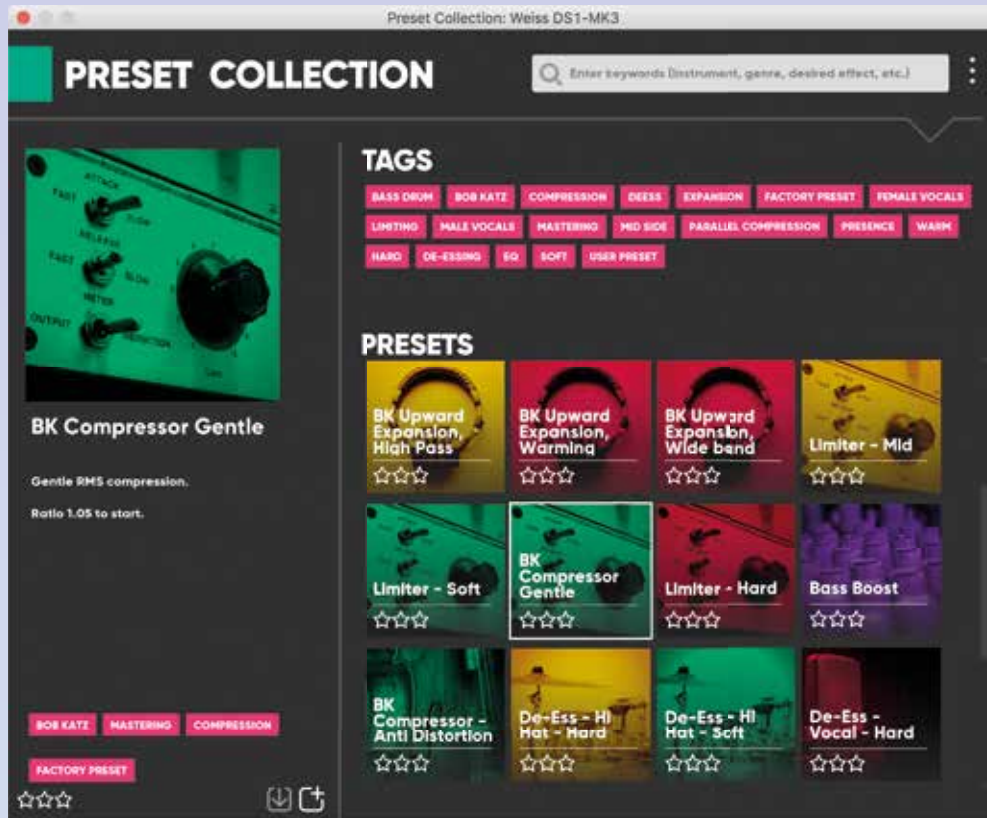 Preset Collection: Weiss DS1-MK3
PRESET COLLECTION
Enter keywords (instrument, genre, desired effect, etc.)
ATTACK
FAST
SLOW
RELEASE
FAST
SLOW
METER
OUTPUT
REDUCTION
BK Compressor Gentle
Gentle RMS compression.
Ratio 1.05 to start.
BOB KATZ MASTERING COMPRESSION
FACTORY PRESET
TAGS
BASS DRUM BOB KATZ COMPRESSION DEESS EXPANSION FACTORY PRESET FEMALE VOCALS
LIMITING MALE VOCALS MASTERING MID SIDE PARALLEL COMPRESSION PRESENCE WARM
HARD DE-ESSING EQ SOFT USER PRESET
PRESETS
BK Upward
Expansion,
High Pass
BK Upward
Expansion,
Warming
BK Upward
Expansion,
Wide band
Limiter - Mid
Limiter - Soft
BK
Compressor
Gentle
Limiter - Hard
Bass Boost
BK
Compressor -
Anti Distortion
De-Ess - HI
Hat - Hard
De-Ess - HI
Hat - Soft
De-Ess -
Vocal - Hard